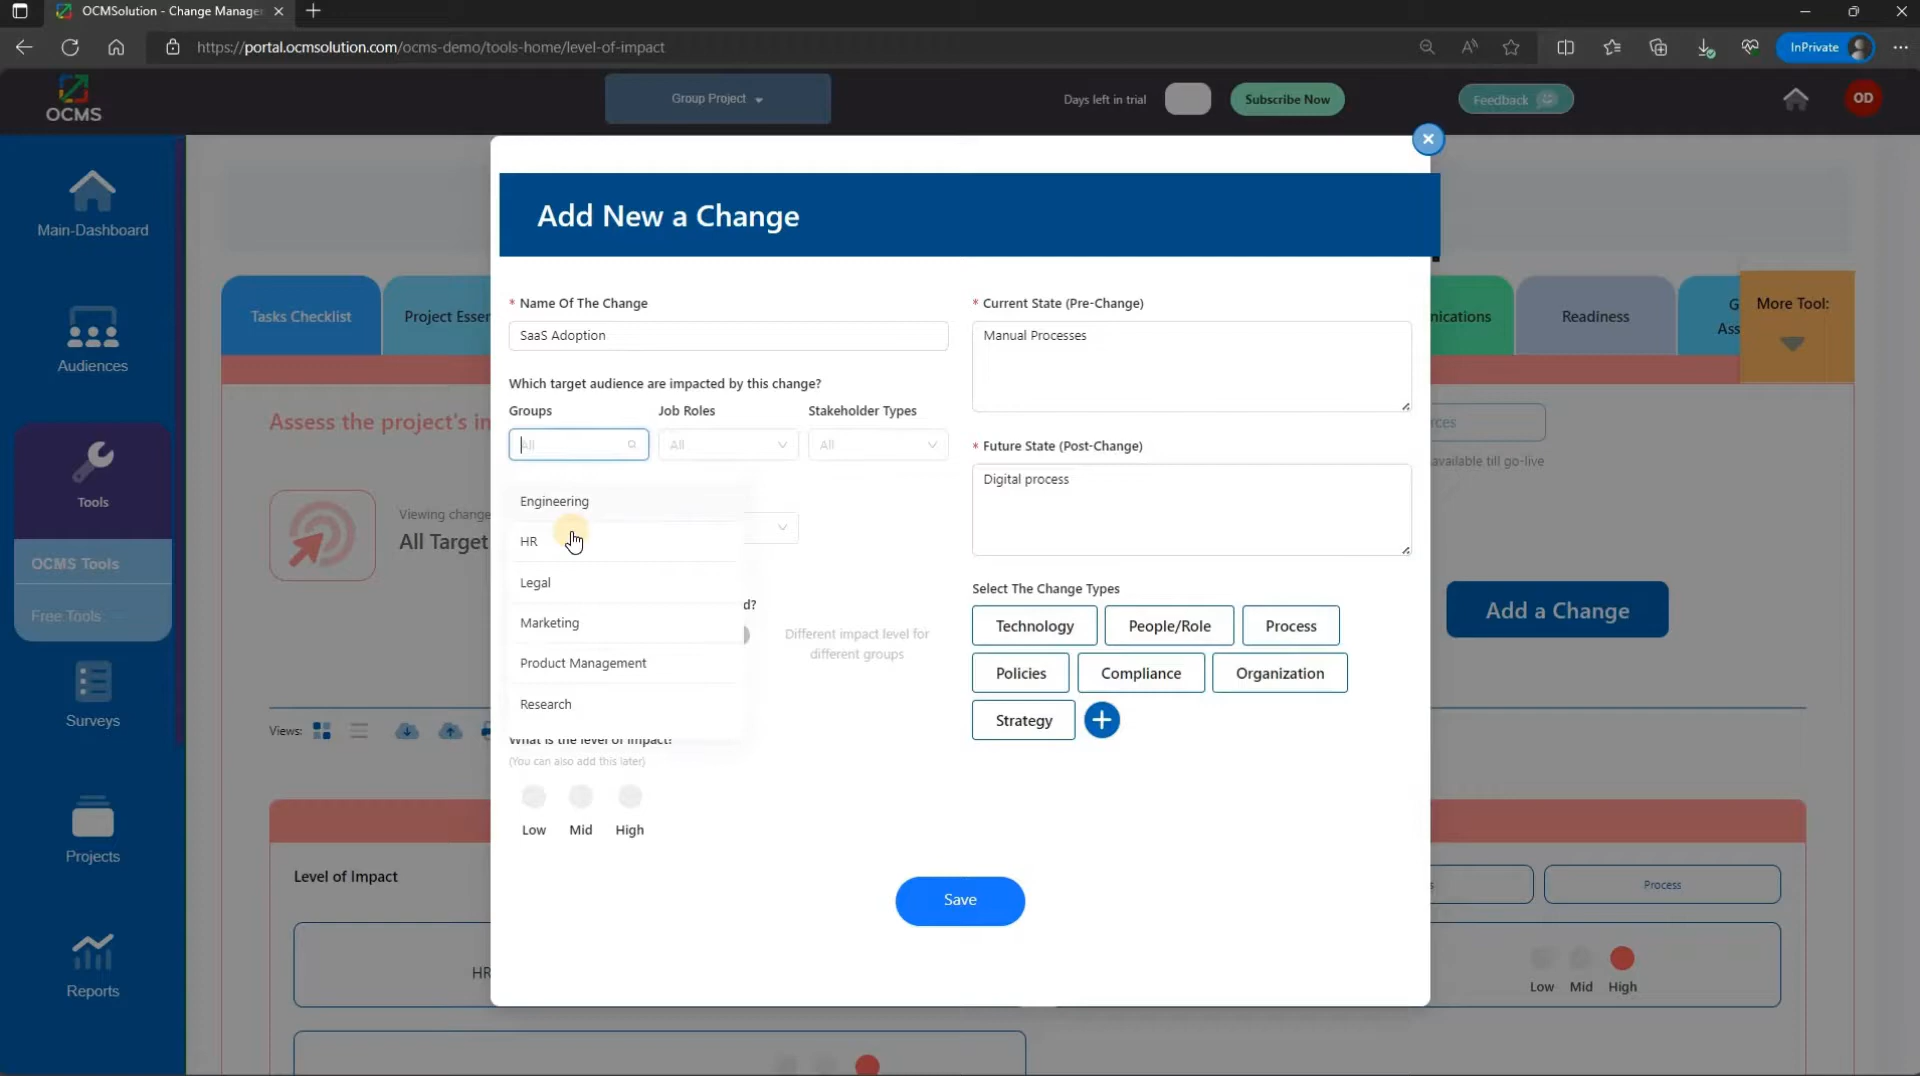 OCMSolution - Change Manage
https://portal.ocmsolution.com/ocms-demo/tools-home/level-of-impact
InPrivate
OCMS
Group Project
Days left in trial
Subscribe Now
Feedback
OD
Main-Dashboard
Audiences
Tools
OCMS Tools
Free Tools
Surveys
Projects
Reports
Tasks Checklist
Project Essen
nications
Readiness
G
Ass
More Tool:
Assess the project's in
rces
available till go-live
Viewing change
All Target
Add a Change
Views:
Level of Impact
Process
HR
Low Mid High
Add New a Change
* Name Of The Change
SaaS Adoption
Which target audience are impacted by this change?
Groups Job Roles Stakeholder Types
All All All
Engineering
HR
Legal
Marketing
Product Management
Research
d?
Different impact level for
different groups
What is the level of impact?
(You can also add this later)
Low Mid High
* Current State (Pre-Change)
Manual Processes
* Future State (Post-Change)
Digital process
Select The Change Types
Technology People/Role Process
Policies Compliance Organization
Strategy
Save